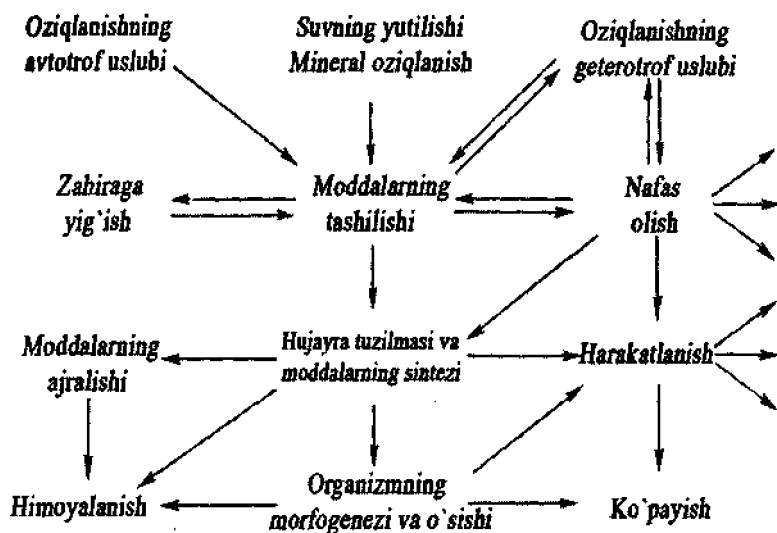 Oziqlanishning
avtotrof uslubi
Suvning yutilishi
Mineral oziqlanish
Oziqlanishning
geterotrof uslubi
Zahiraga
yig`ish
Moddalarning
tashilishi
Nafas
olish
Moddalarning
ajralishi
Hujayra tuzilmasi va
moddalarning sintezi
Harakatlanish
Himoyalanish
Organizmning
morfogenezi va o`sishi
Ko`payish